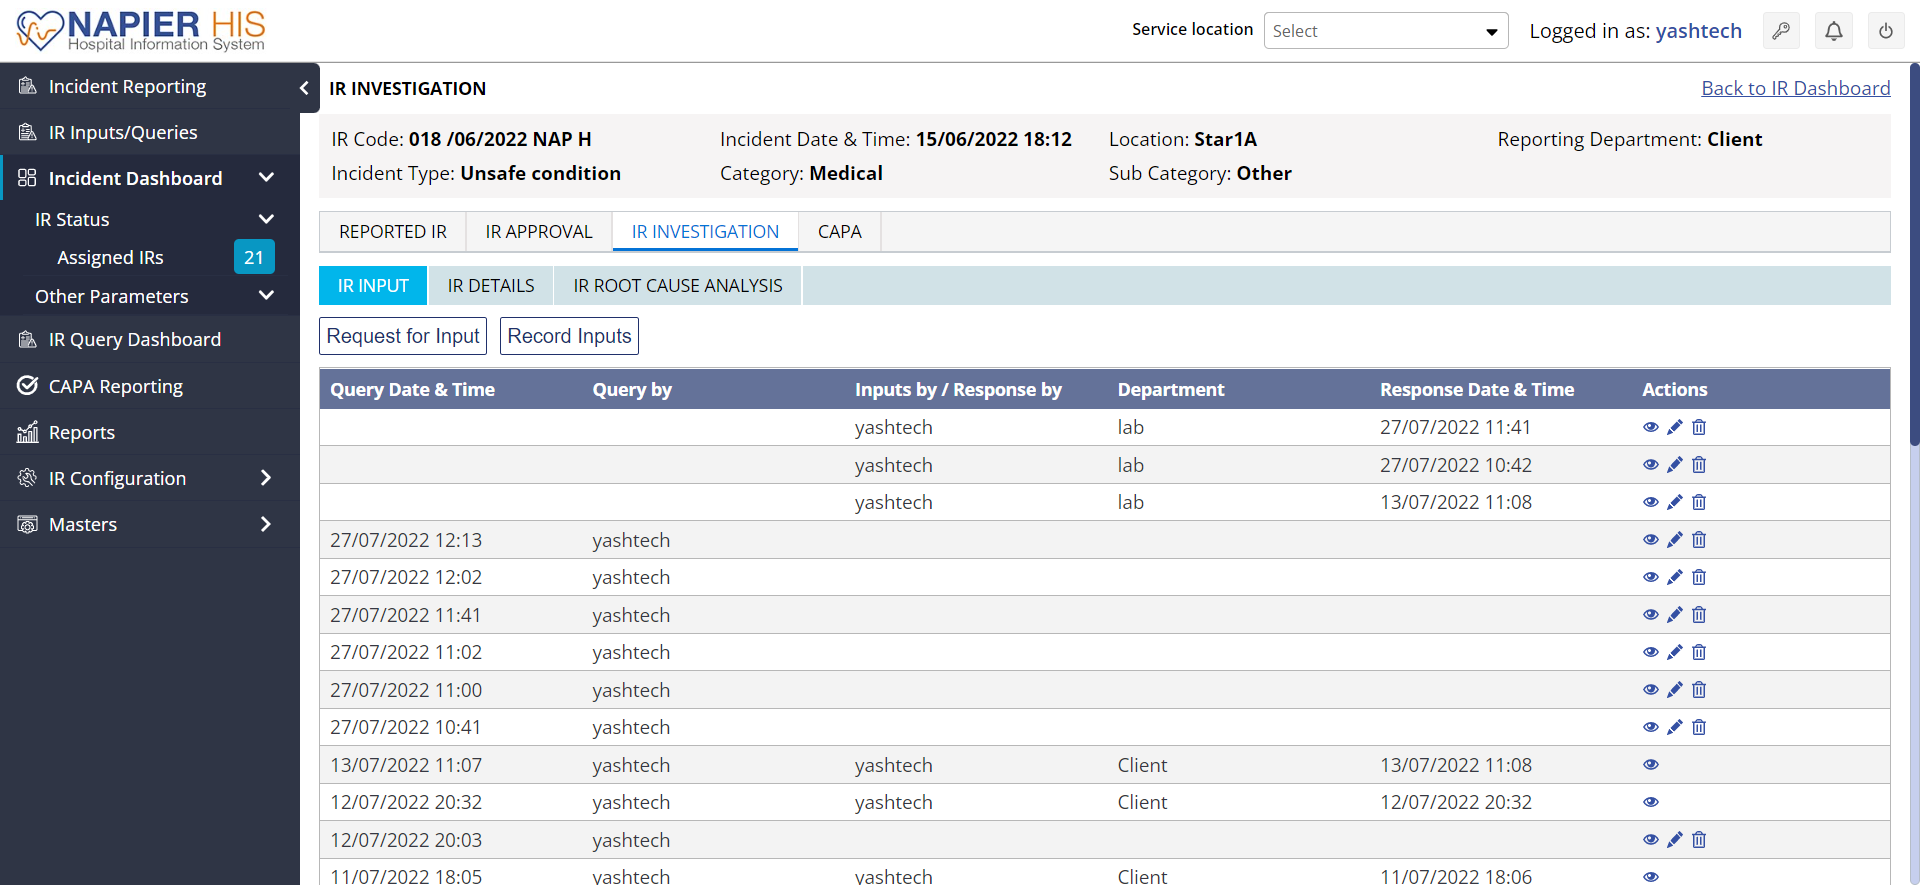 NAPIER HIS
Hospital Information System
Service location
Select
Logged in as: yashtech
Incident Reporting
IR Inputs/Queries
Incident Dashboard
IR Status
Assigned IRs 21
Other Parameters
IR Query Dashboard
CAPA Reporting
Reports
IR Configuration
Masters
IR INVESTIGATION
Back to IR Dashboard
IR Code: 018 /06/2022 NAP H Incident Date & Time: 15/06/2022 18:12 Location: Star1A Reporting Department: Client
Incident Type: Unsafe condition Category: Medical Sub Category: Other
REPORTED IR IR APPROVAL IR INVESTIGATION CAPA
IR INPUT IR DETAILS IR ROOT CAUSE ANALYSIS
Request for Input Record Inputs
Query Date & Time Query by Inputs by / Response by Department Response Date & Time Actions
yashtech lab 27/07/2022 11:41
yashtech lab 27/07/2022 10:42
yashtech lab 13/07/2022 11:08
27/07/2022 12:13 yashtech
27/07/2022 12:02 yashtech
27/07/2022 11:41 yashtech
27/07/2022 11:02 yashtech
27/07/2022 11:00 yashtech
27/07/2022 10:41 yashtech
13/07/2022 11:07 yashtech yashtech Client 13/07/2022 11:08
12/07/2022 20:32 yashtech yashtech Client 12/07/2022 20:32
12/07/2022 20:03 yashtech
11/07/2022 18:05 yashtech yashtech Client 11/07/2022 18:06